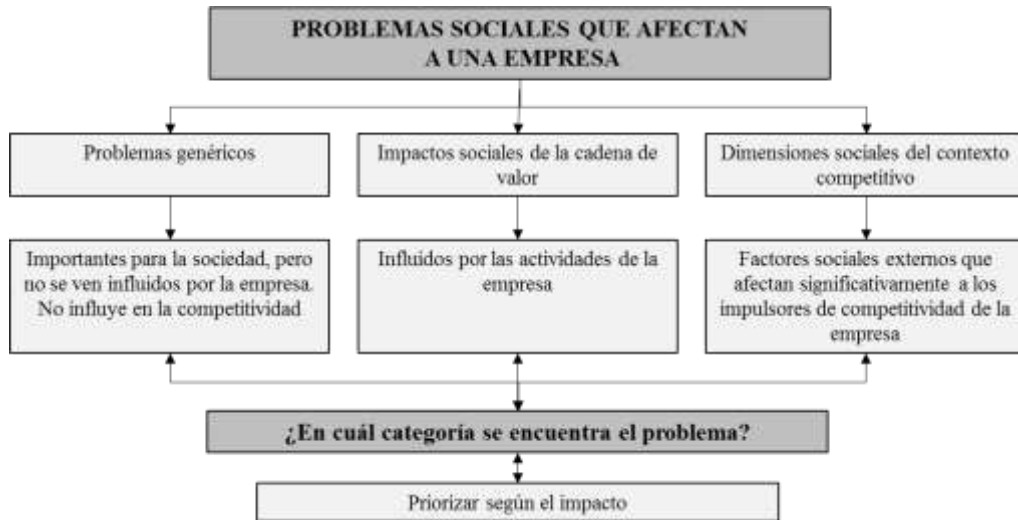 PROBLEMAS SOCIALES QUE AFECTAN
A UNA EMPRESA
Problemas genéricos
Impactos sociales de la cadena de
valor
Dimensiones sociales del contexto
competitivo
Importantes para la sociedad, pero
no se ven influidos por la empresa.
No influye en la competitividad
Influidos por las actividades de la
empresa
Factores sociales externos que
afectan significativamente a los
impulsores de competitividad de la
empresa
¿En cuál categoría se encuentra el problema?
Priorizar según el impacto